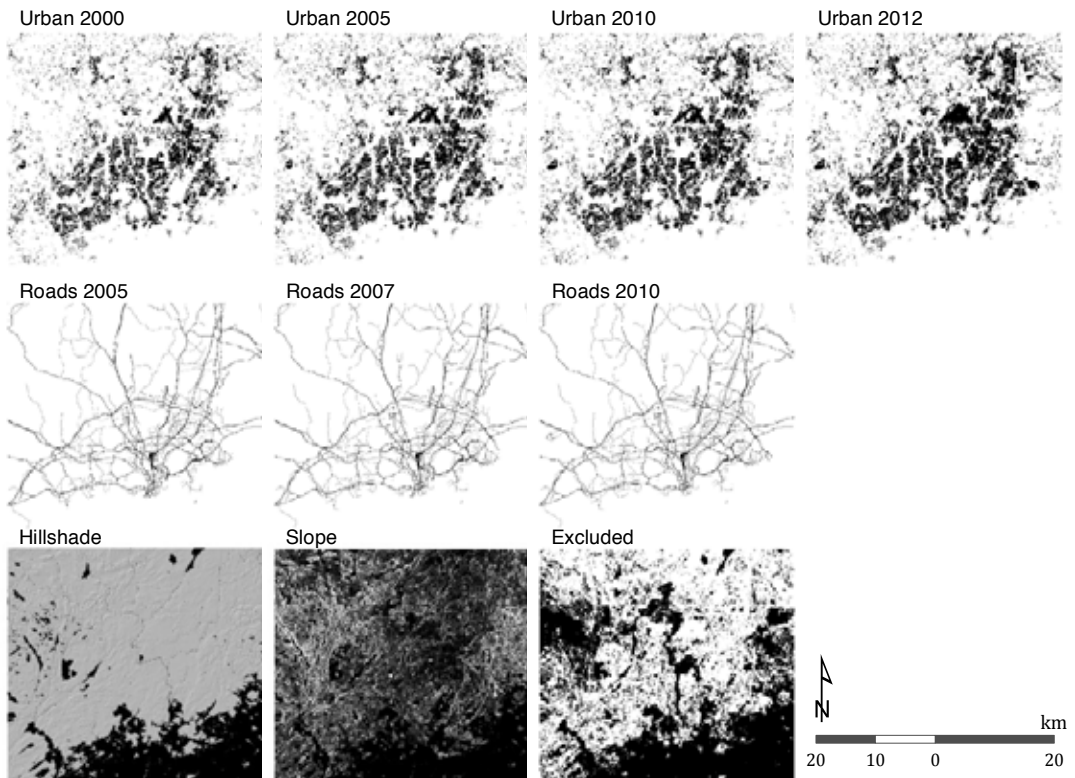 Urban 2000
Urban 2005
Urban 2010
Urban 2012
Roads 2005
Roads 2007
Roads 2010
Hillshade
Slope
Excluded
N
km
20 10 0 20